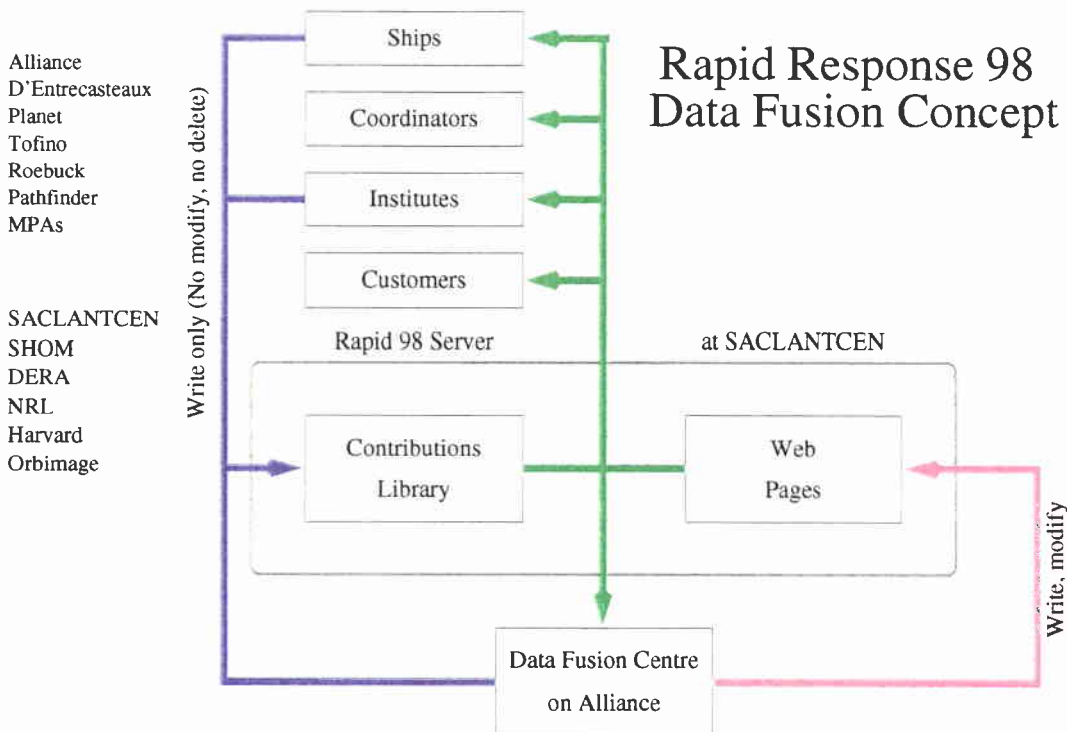 Rapid Response 98
Data Fusion Concept
Alliance
D'Entrecasteaux
Planet
Tofino
Roebuck
Pathfinder
MPAs
SACLANTCEN
SHOM
DERA
NRL
Harvard
Orbimage
Write only (No modify, no delete)
Ships
Coordinators
Institutes
Customers
Rapid 98 Server
at SACLANTCEN
Contributions
Library
Web
Pages
Write, modify
Data Fusion Centre
on Alliance